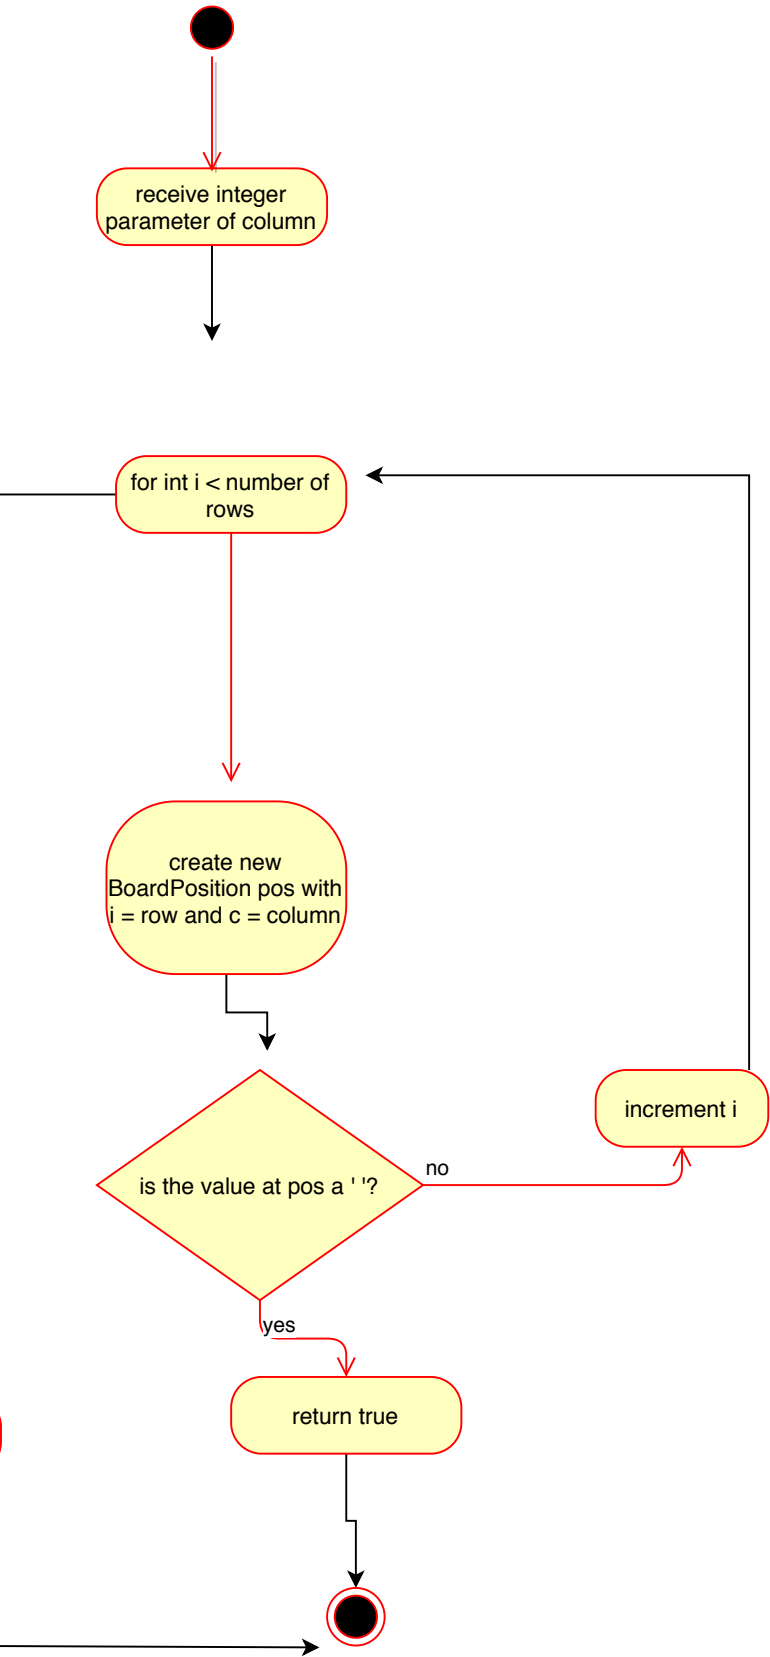 receive integer
parameter of column
for int i < number of
rows
create new
BoardPosition pos with
i = row and c = column
increment i
no
is the value at pos a ' '?
yes
return true